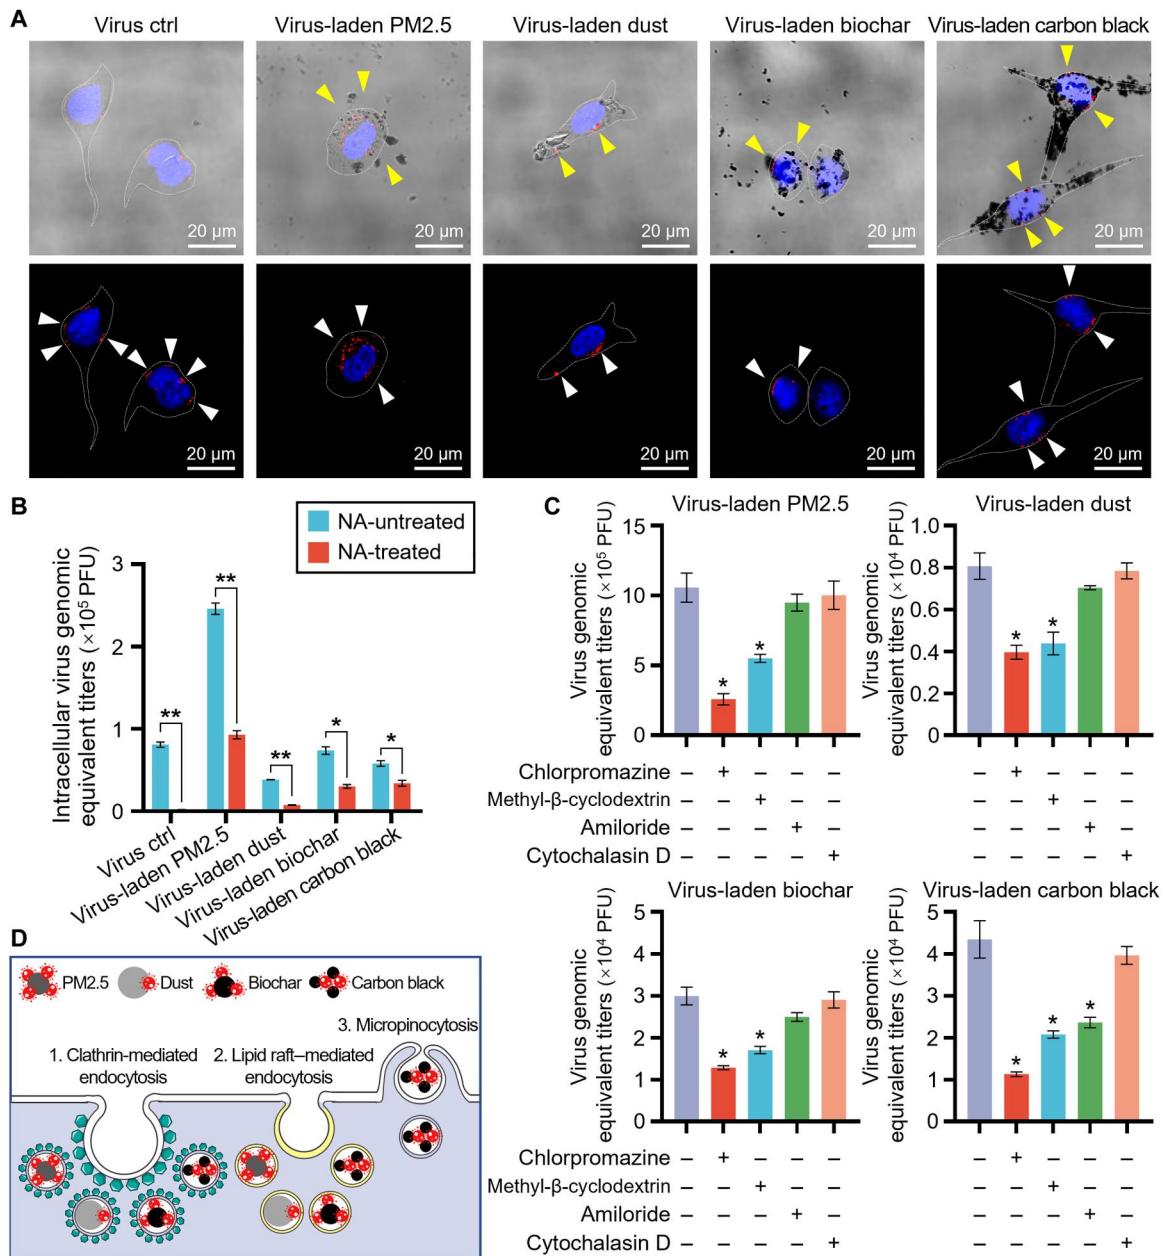 A
Virus ctrl
Virus-laden PM2.5
Virus-laden dust
Virus-laden biochar
Virus-laden carbon black
20 µm
20 µm
20 µm
20 µm
20 µm
20 µm
20 µm
20 µm
20 µm
20 µm
B
NA-untreated
NA-treated
Intracellular virus genomic
equivalent titers (×10⁵ PFU)
3
2
1
0
**
**
**
*
*
Virus ctrl
Virus-laden PM2.5
Virus-laden dust
Virus-laden biochar
Virus-laden carbon black
C
Virus-laden PM2.5
Virus genomic
equivalent titers (×10⁵ PFU)
15
10
5
0
*
*
Virus-laden dust
Virus genomic
equivalent titers (×10⁴ PFU)
1.0
0.8
0.6
0.4
0.2
0
*
*
Chlorpromazine – + – – – – + – – –
Methyl-β-cyclodextrin – – + – – – – + – –
Amiloride – – – + – – – – + –
Cytochalasin D – – – – + – – – – +
Virus-laden biochar
Virus genomic
equivalent titers (×10⁴ PFU)
5
4
3
2
1
0
*
*
Virus-laden carbon black
Virus genomic
equivalent titers (×10⁴ PFU)
5
4
3
2
1
0
*
*
*
Chlorpromazine – + – – – – + – – –
Methyl-β-cyclodextrin – – + – – – – + – –
Amiloride – – – + – – – – + –
Cytochalasin D – – – – + – – – – +
D
PM2.5
Dust
Biochar
Carbon black
1. Clathrin-mediated
endocytosis
2. Lipid raft–mediated
endocytosis
3. Micropinocytosis